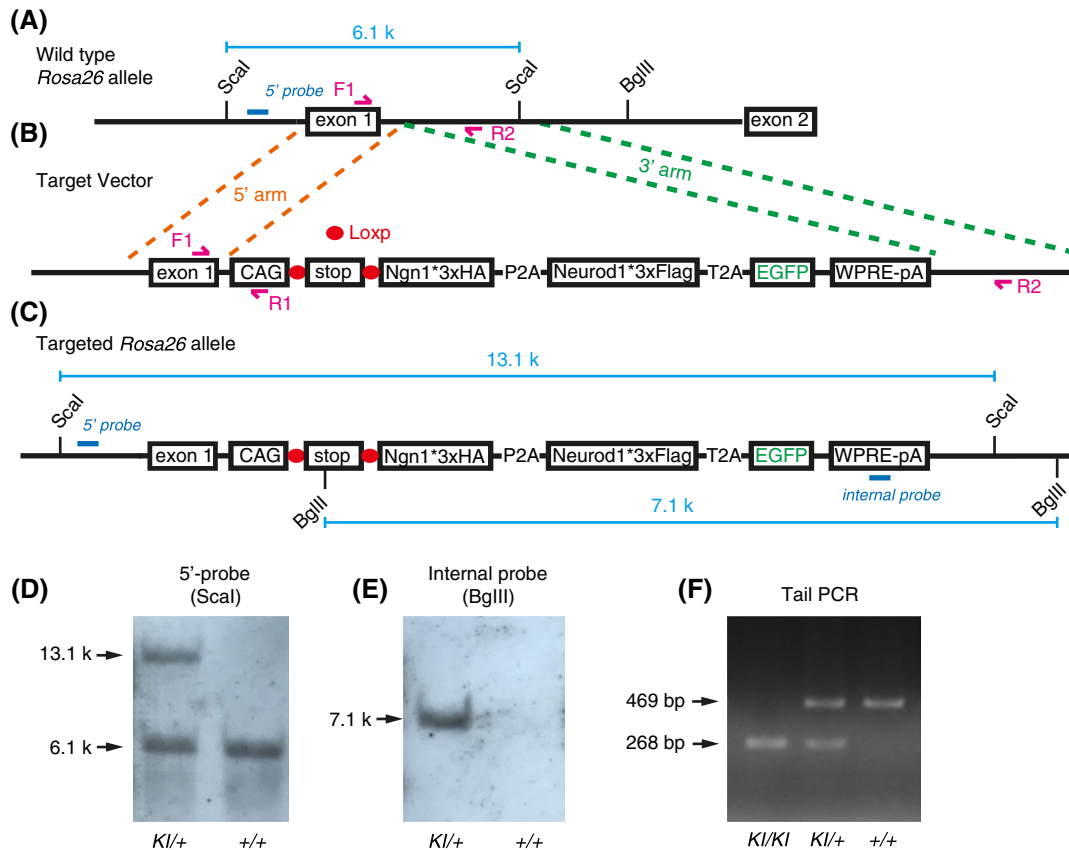 (A)
6.1 k
Wild type
Rosa26 allele
ScaI
5' probe
F1
ScaI
BglII
exon 1
R2
exon 2
(B)
Target Vector
5' arm
3' arm
Loxp
F1
exon 1
CAG
stop
Ngn1*3xHA
P2A
Neurod1*3xFlag
T2A
EGFP
WPRE-pA
R1
R2
(C)
Targeted Rosa26 allele
13.1 k
ScaI
5' probe
ScaI
exon 1
CAG
stop
Ngn1*3xHA
P2A
Neurod1*3xFlag
T2A
EGFP
WPRE-pA
internal probe
BglII
7.1 k
BglII
(D)
5'-probe
(ScaI)
13.1 k
6.1 k
KI/+
+/+
(E)
Internal probe
(BglII)
7.1 k
KI/+
+/+
(F)
Tail PCR
469 bp
268 bp
KI/KI
KI/+
+/+